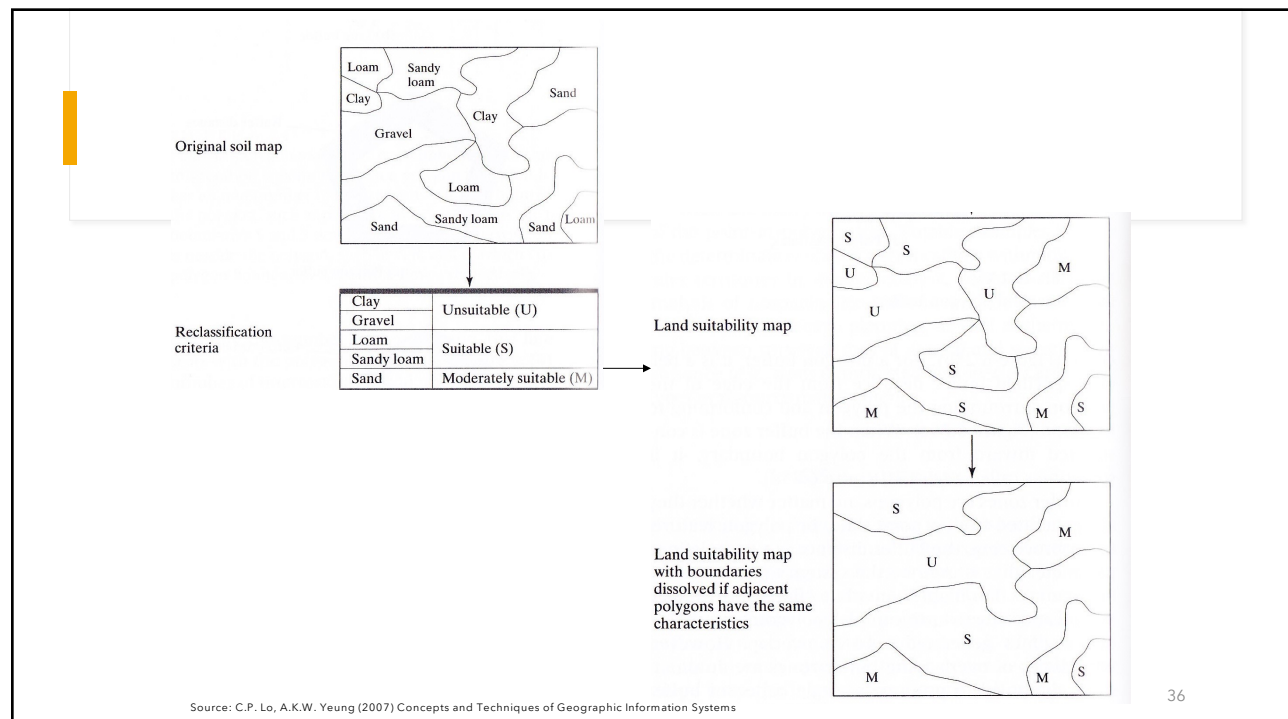 Original soil map
Loam
Sandy
loam
Clay
Sand
Clay
Gravel
Loam
Sand
Sandy loam
Sand
Loam
Reclassification
criteria
Clay
Gravel
Unsuitable (U)
Loam
Sandy loam
Suitable (S)
Sand
Moderately suitable (M)
Land suitability map
S
S
M
U
U
U
S
M
S
M
S
Land suitability map
with boundaries
dissolved if adjacent
polygons have the same
characteristics
S
M
U
S
M
M
S
Source: C.P. Lo, A.K.W. Yeung (2007) Concepts and Techniques of Geographic Information Systems
36